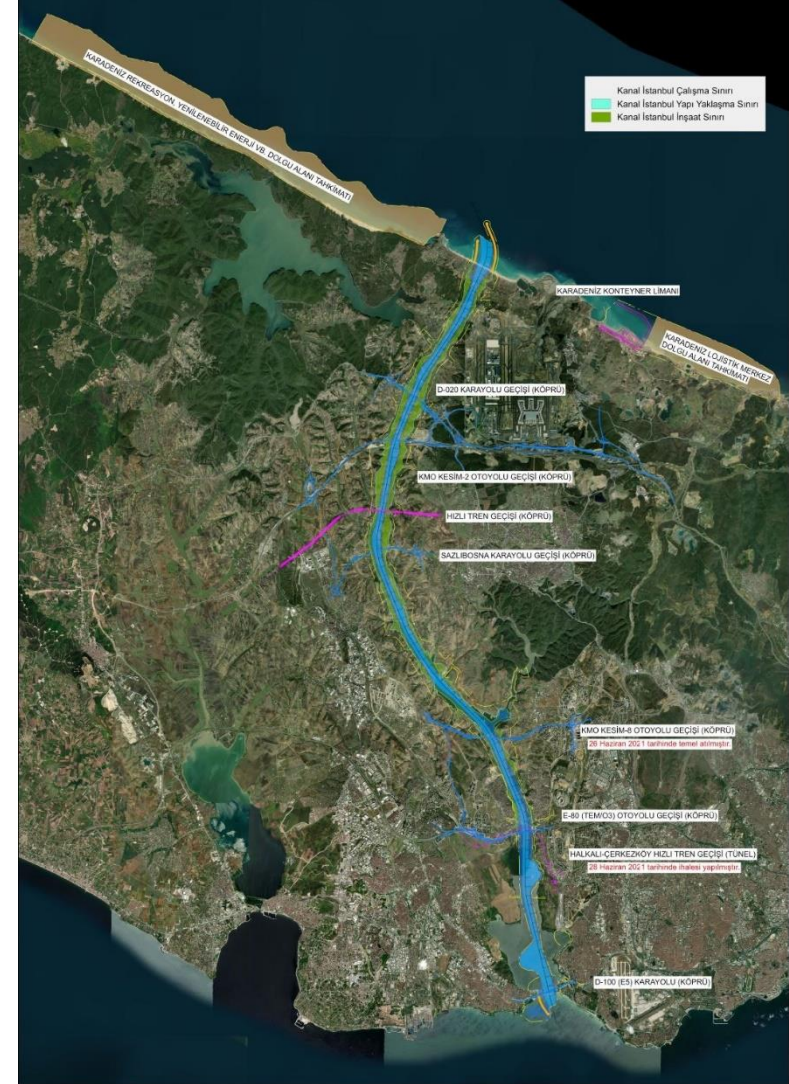 KARADENİZ REKREASYON, YENİLENEBİLİR ENERJİ VB. DOLGU ALANI TAHKİMATI
Kanal İstanbul Çalışma Sınırı
Kanal İstanbul Yapı Yaklaşma Sınırı
Kanal İstanbul İnşaat Sınırı
KARADENİZ KONTEYNER LİMANI
KARADENİZ LOJİSTİK MERKEZ
DOLGU ALANI TAHKİMATI
D-020 KARAYOLU GEÇİŞİ (KÖPRÜ)
KMO KESİM-2 OTOYOLU GEÇİŞİ (KÖPRÜ)
HIZLI TREN GEÇİŞİ (KÖPRÜ)
SAZLIBOSNA KARAYOLU GEÇİŞİ (KÖPRÜ)
KMO KESİM-8 OTOYOLU GEÇİŞİ (KÖPRÜ)
26 Haziran 2021 tarihinde temel atılmıştır.
E-80 (TEM/O3) OTOYOLU GEÇİŞİ (KÖPRÜ)
HALKALI-ÇERKEZKÖY HIZLI TREN GEÇİŞİ (TÜNEL)
28 Haziran 2021 tarihinde ihalesi yapılmıştır.
D-100 (E5) KARAYOLU (KÖPRÜ)